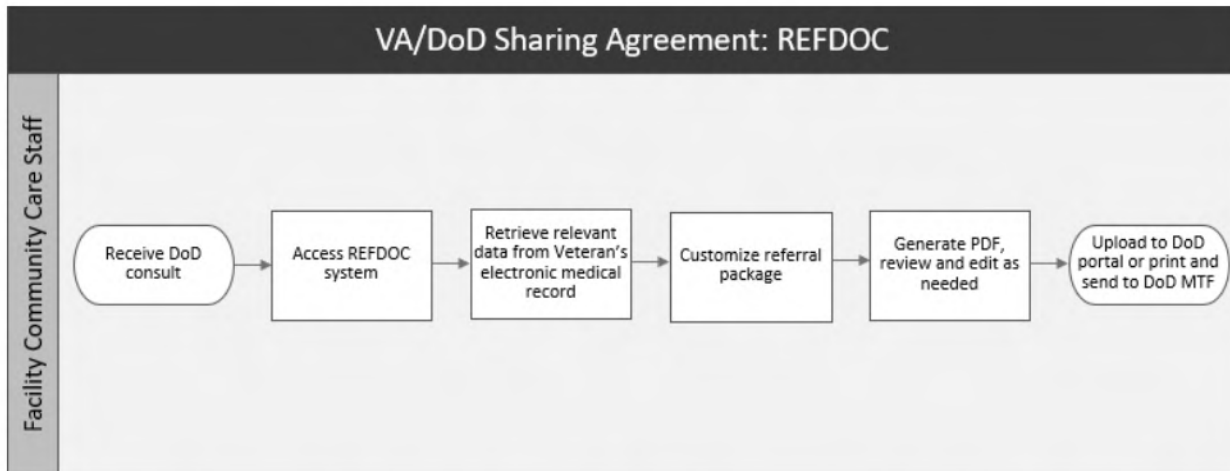 VA/DoD Sharing Agreement: REFDOC
Facility Community Care Staff
Receive DoD
consult
Access REFDOC
system
Retrieve relevant
data from Veteran's
electronic medical
record
Customize referral
package
Generate PDF,
review and edit as
needed
Upload to DoD
portal or print and
send to DoD MTF